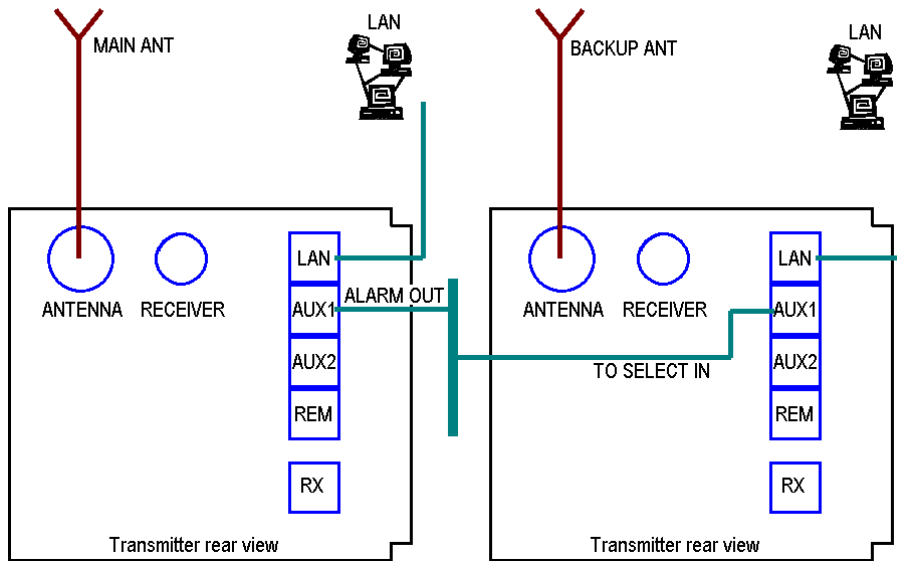 MAIN ANT
LAN
BACKUP ANT
LAN
LAN
ANTENNA
RECEIVER
AUX1
ALARM OUT
AUX2
REM
RX
Transmitter rear view
LAN
ANTENNA
RECEIVER
AUX1
TO SELECT IN
AUX2
REM
RX
Transmitter rear view